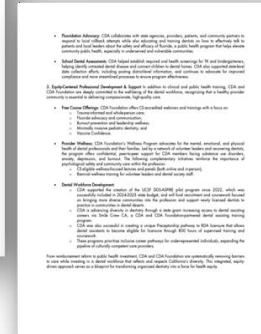 • Fluoridation Advocacy: CDA collaborates with state agencies, providers, patients, and community partners to
respond to local rollback attempts while also educating and training dentists on how to effectively talk to
patients and local leaders about the safety and efficacy of fluoride, a public health program that helps elevate
community public health, especially in underserved and vulnerable communities.
• School Dental Assessments: CDA helped establish required oral health screenings for TK and kindergarteners,
helping identify untreated dental disease and connect children to dental homes. CDA also supported state-level
data collection efforts, including posting district-level information, and continues to advocate for improved
compliance and more streamlined processes to ensure program effectiveness.
3. Equity-Centered Professional Development & Support In addition to clinical and public health training, CDA and
CDA Foundation are deeply committed to the wellbeing of the dental workforce, recognizing that a healthy provider
community is essential to delivering compassionate, high-quality care.
• Free Course Offerings: CDA Foundation offers CE-accredited webinars and trainings with a focus on:
o Trauma-informed and whole-person care;
o Fluoride advocacy and communication;
o Burnout prevention and leadership wellness;
o Minimally invasive pediatric dentistry; and
o Vaccine Confidence
• Provider Wellness: CDA Foundation's Wellness Program advocates for the mental, emotional, and physical
health of dental professionals and their families. Led by a network of volunteer leaders and recovering dentists,
the program offers confidential, peer-to-peer support for CDA members facing substance use disorders,
anxiety, depression, and burnout. The following complementary initiatives reinforce the importance of
psychological safety and community within the profession:
o CE-eligible wellness-focused lectures and panels (both online and in-person);
o Biennial wellness training for volunteer leaders and dental society staff.
• Dental Workforce Development:
o CDA supported the creation of the pilot program since 2022, which was
successfully included in 2024-2025 state budget, and will fund recruitment and coursework focused
on bringing more diverse communities into the profession and support newly licensed dentists to
practice in communities in dental deserts.
o CDA is advancing diversity in dentistry through a state grant increasing access to dental assisting
careers via Smile Crew CA, a CDA and CDA Foundation-partnered dental assisting training
program.
o CDA was also successful in creating a unique Preceptorship pathway to RDA licensure that allows
dental assistants to become eligible for licensure through 800 hours of supervised training and
coursework.
o These programs prioritize inclusive career pathways for underrepresented individuals, expanding the
pipeline of culturally competent care providers.
From reimbursement reform to public health investment, CDA and CDA Foundation are systematically removing barriers
to care while investing in a dental workforce that reflects and respects California's diversity. This integrated, equity-
driven approach serves as a blueprint for transforming organized dentistry into a force for health equity.